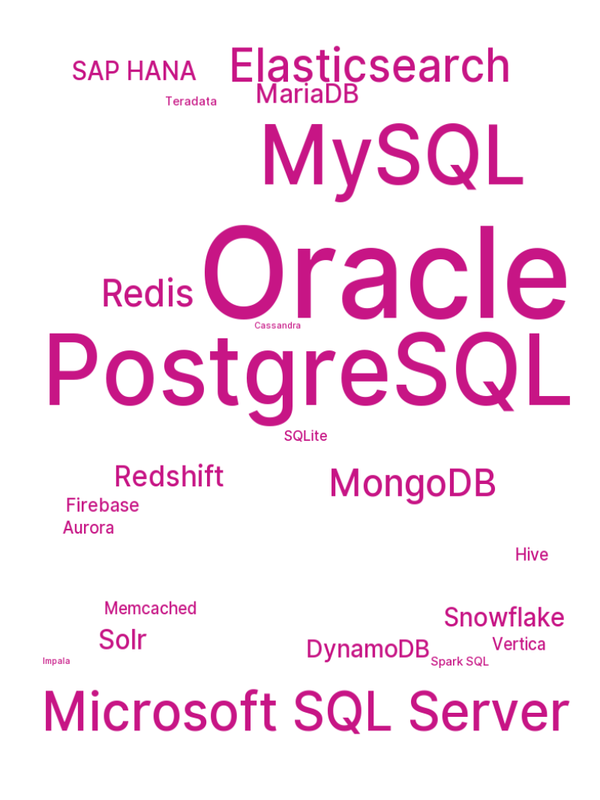 Elasticsearch
SAP HANA
MariaDB
Teradata
MySQL
Oracle
Redis
Cassandra
PostgreSQL
SQLite
Redshift
MongoDB
Firebase
Aurora
Hive
Memcached
Snowflake
Solr
Vertica
DynamoDB
Spark SQL
Impala
Microsoft SQL Server